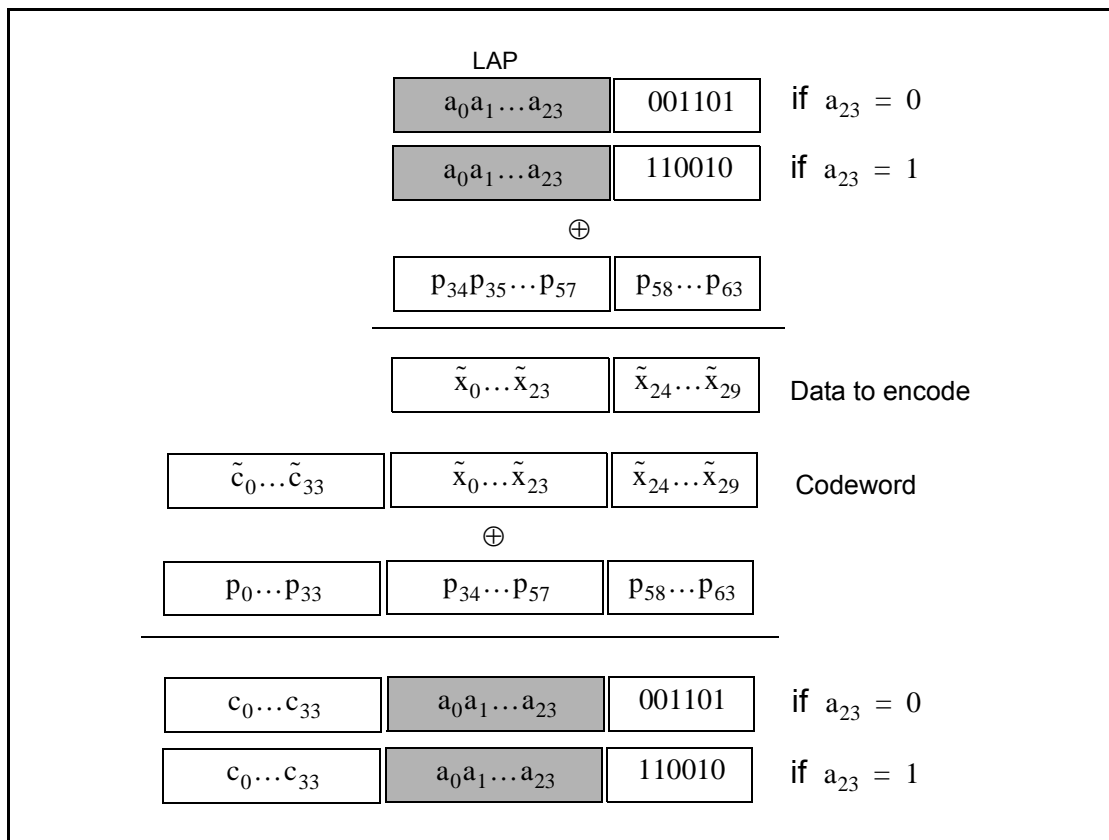 LAP
a₀a₁…a₂₃ 001101 if a₂₃ = 0
a₀a₁…a₂₃ 110010 if a₂₃ = 1
⊕
p₃₄p₃₅…p₅₇ p₅₈…p₆₃
x̃₀…x̃₂₃ x̃₂₄…x̃₂₉ Data to encode
c̃₀…c̃₃₃ x̃₀…x̃₂₃ x̃₂₄…x̃₂₉ Codeword
⊕
p₀…p₃₃ p₃₄…p₅₇ p₅₈…p₆₃
c₀…c₃₃ a₀a₁…a₂₃ 001101 if a₂₃ = 0
c₀…c₃₃ a₀a₁…a₂₃ 110010 if a₂₃ = 1